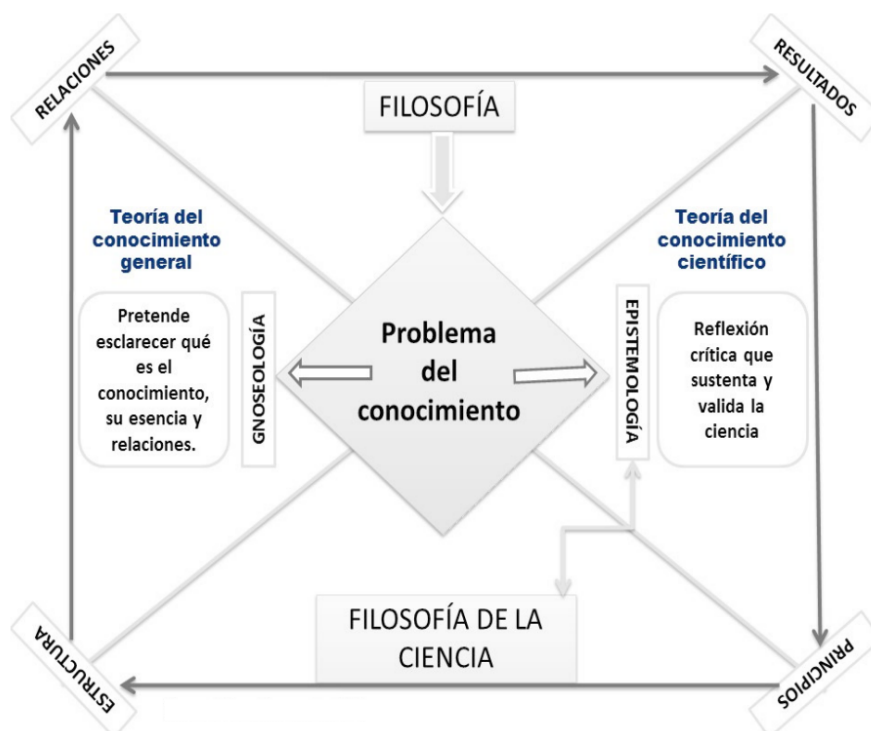 RELACIONES
RESULTADOS
FILOSOFÍA
Teoría del
conocimiento
general
Teoría del
conocimiento
científico
Pretende
esclarecer qué
es el
conocimiento,
su esencia y
relaciones.
GNOSEOLOGÍA
Problema
del
conocimiento
EPISTEMOLOGÍA
Reflexión
crítica que
sustenta y
valida la
ciencia
FILOSOFÍA DE LA
CIENCIA
ESTRUCTURA
PRINCIPIOS